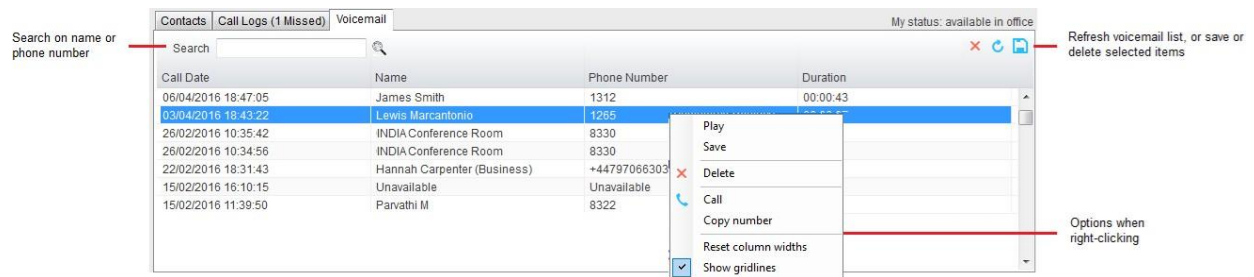 Contacts Call Logs (1 Missed) Voicemail My status: available in office
Search on name or
phone number
Search
Refresh voicemail list, or save or
delete selected items
Call Date Name Phone Number Duration
06/04/2016 18:47:05 James Smith 1312 00:00:43
03/04/2016 18:43:22 Lewis Marcantonio 1265
26/02/2016 10:35:42 INDIA Conference Room 8330
26/02/2016 10:34:56 INDIA Conference Room 8330
22/02/2016 18:31:43 Hannah Carpenter (Business) +44797066303
15/02/2016 16:10:15 Unavailable Unavailable
15/02/2016 11:39:50 Parvathi M 8322
Play
Save
Delete
Call
Copy number
Reset column widths
Show gridlines
Options when
right-clicking